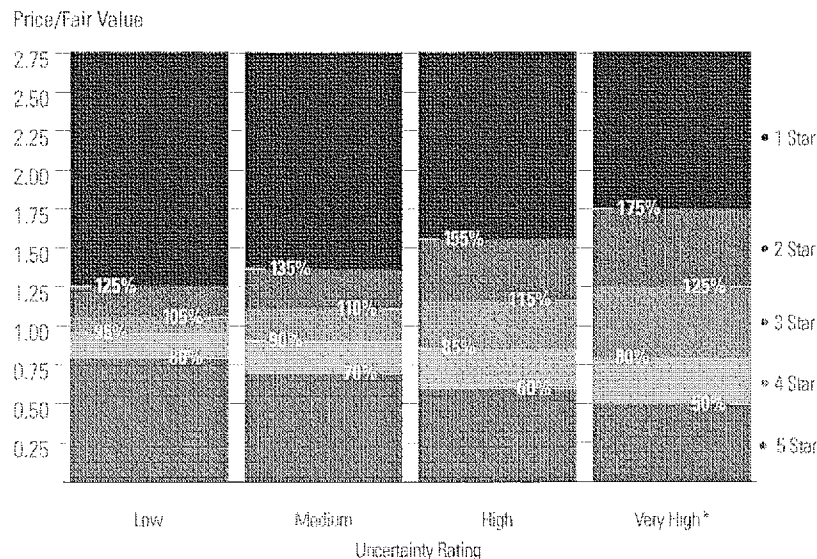 Price/Fair Value
2.75
2.50
2.25
2.00
1.75
1.50
1.25
1.00
0.75
0.50
0.25
125%
105%
95%
80%
135%
110%
90%
70%
155%
115%
85%
60%
175%
125%
80%
50%
• 1 Star
• 2 Star
• 3 Star
• 4 Star
• 5 Star
Low
Medium
High
Very High*
Uncertainty Rating